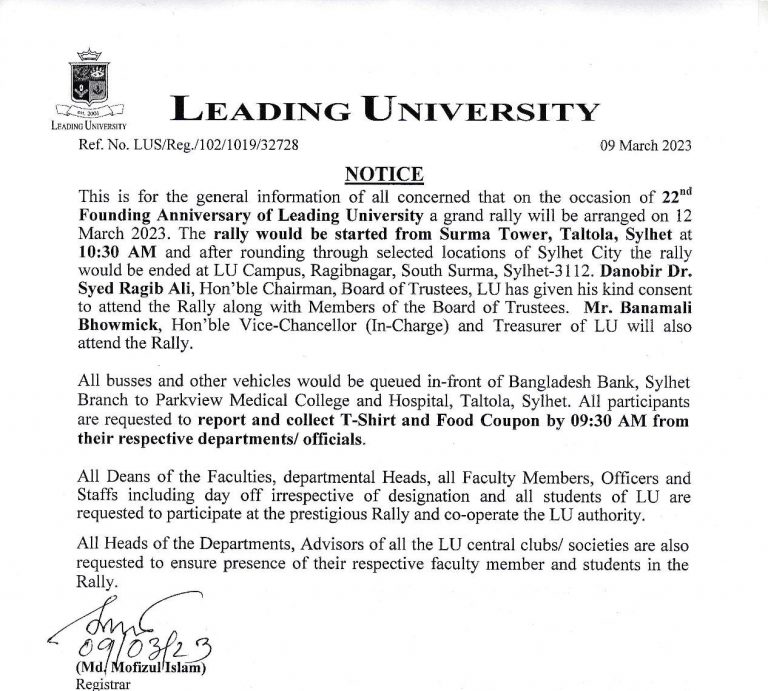 EST. 2001
LEADING UNIVERSITY
LEADING UNIVERSITY
Ref. No. LUS/Reg./102/1019/32728 09 March 2023
NOTICE
This is for the general information of all concerned that on the occasion of 22nd
Founding Anniversary of Leading University a grand rally will be arranged on 12
March 2023. The rally would be started from Surma Tower, Taltola, Sylhet at
10:30 AM and after rounding through selected locations of Sylhet City the rally
would be ended at LU Campus, Ragibnagar, South Surma, Sylhet-3112. Danobir Dr.
Syed Ragib Ali, Hon'ble Chairman, Board of Trustees, LU has given his kind consent
to attend the Rally along with Members of the Board of Trustees. Mr. Banamali
Bhowmick, Hon'ble Vice-Chancellor (In-Charge) and Treasurer of LU will also
attend the Rally.
All busses and other vehicles would be queued in-front of Bangladesh Bank, Sylhet
Branch to Parkview Medical College and Hospital, Taltola, Sylhet. All participants
are requested to report and collect T-Shirt and Food Coupon by 09:30 AM from
their respective departments/ officials.
All Deans of the Faculties, departmental Heads, all Faculty Members, Officers and
Staffs including day off irrespective of designation and all students of LU are
requested to participate at the prestigious Rally and co-operate the LU authority.
All Heads of the Departments, Advisors of all the LU central clubs/ societies are also
requested to ensure presence of their respective faculty member and students in the
Rally.
09/03/23
(Md. Mofizul Islam)
Registrar